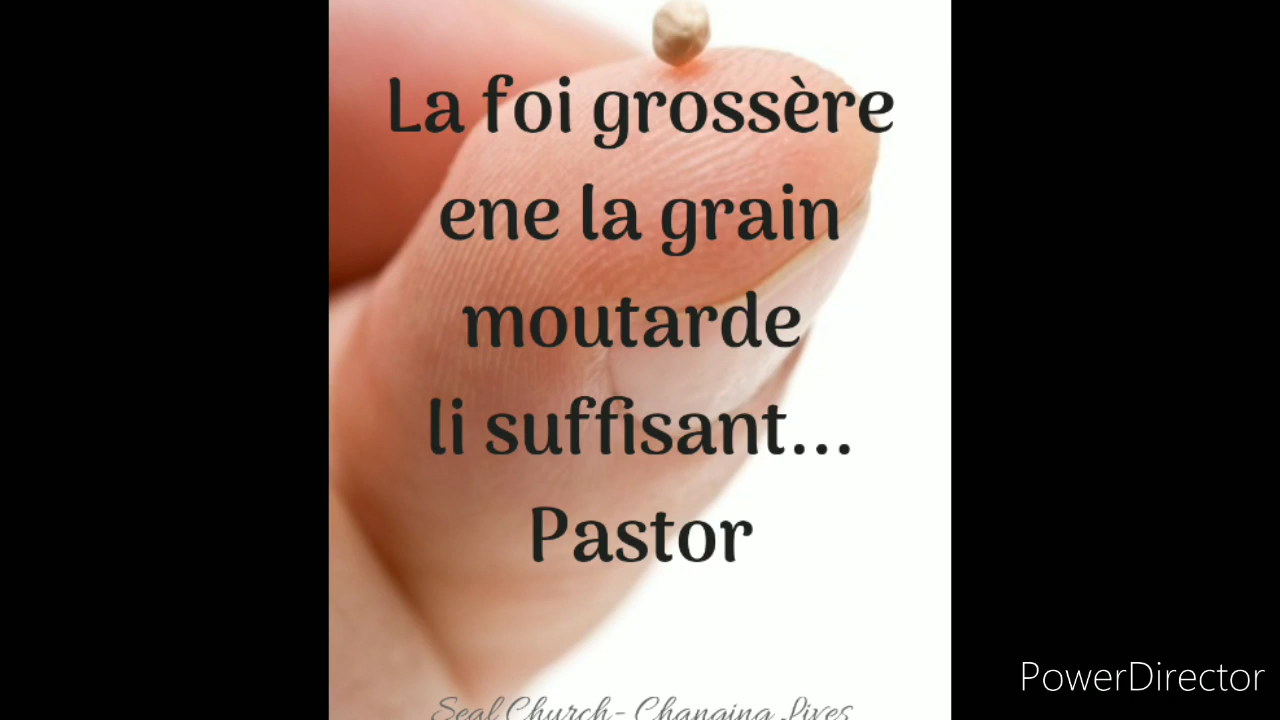 La foi grossère
ene la grain
moutarde
li suffisant...
Pastor
Seal Church- Changing Lives
PowerDirector